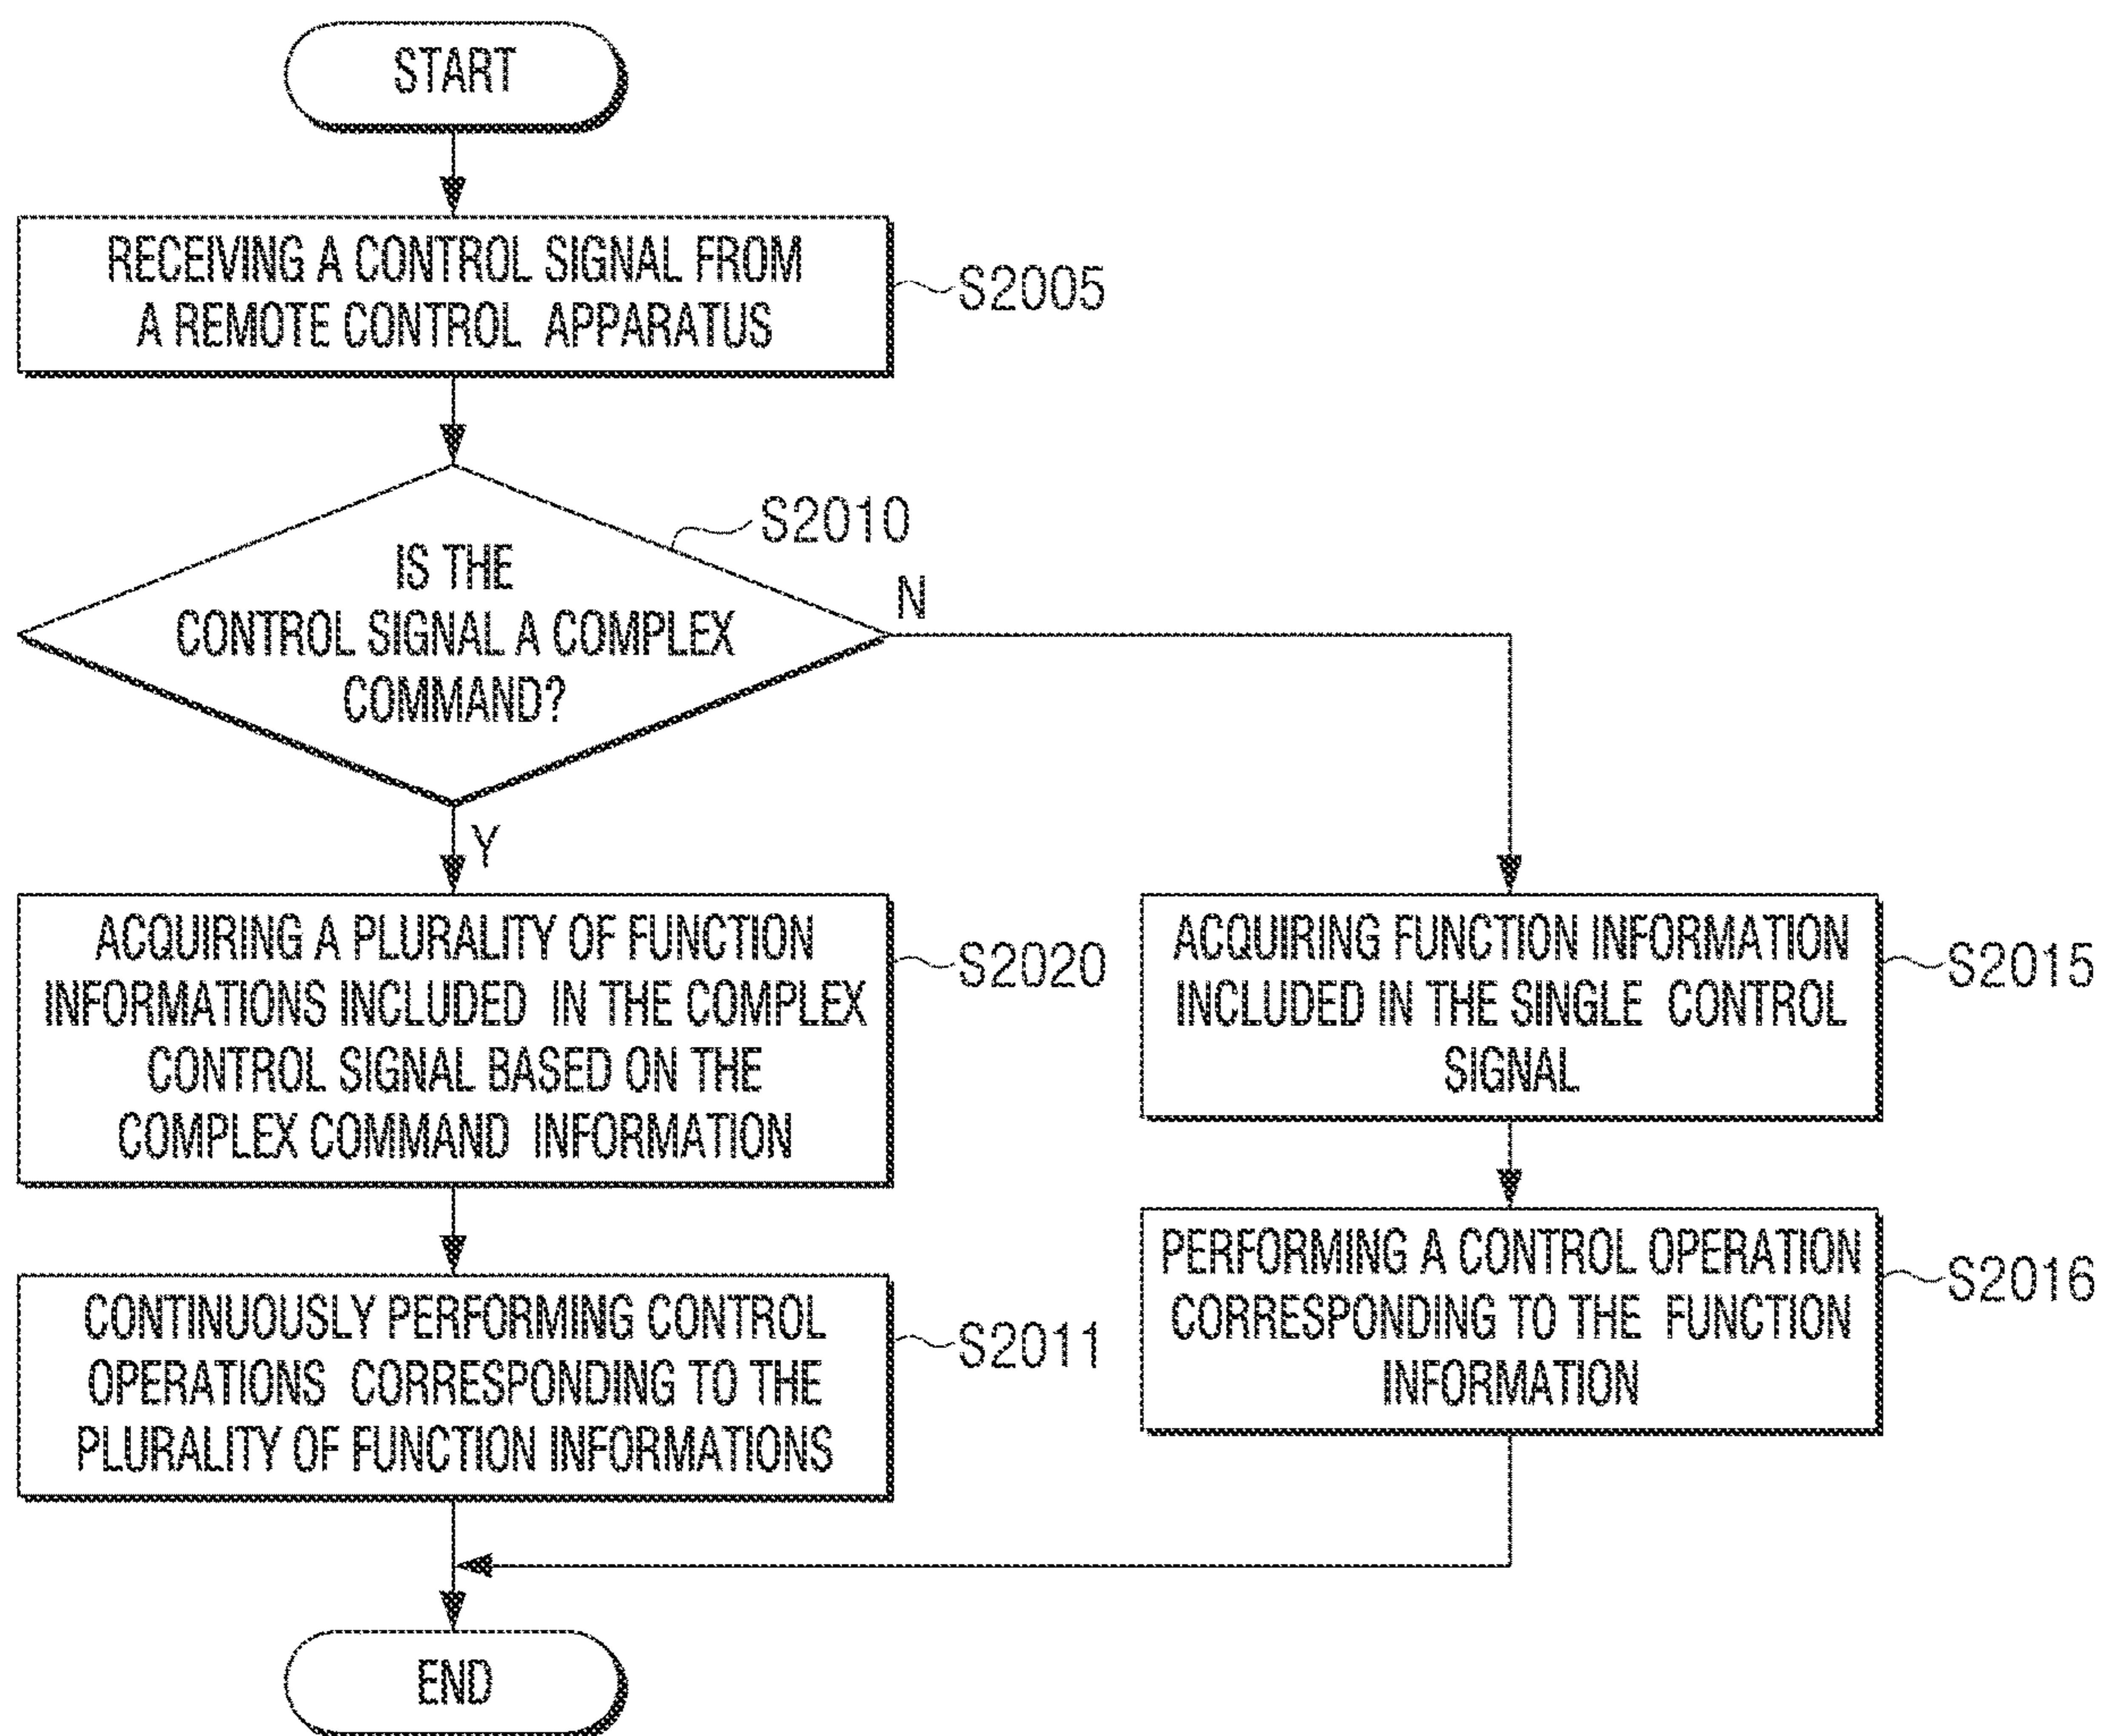 START
RECEIVING A CONTROL SIGNAL FROM
A REMOTE CONTROL APPARATUS
S2005
S2010
IS THE
CONTROL SIGNAL A COMPLEX
COMMAND?
N
Y
ACQUIRING A PLURALITY OF FUNCTION
INFORMATIONS INCLUDED IN THE COMPLEX
CONTROL SIGNAL BASED ON THE
COMPLEX COMMAND INFORMATION
S2020
ACQUIRING FUNCTION INFORMATION
INCLUDED IN THE SINGLE CONTROL
SIGNAL
S2015
CONTINUOUSLY PERFORMING CONTROL
OPERATIONS CORRESPONDING TO THE
PLURALITY OF FUNCTION INFORMATIONS
S2011
PERFORMING A CONTROL OPERATION
CORRESPONDING TO THE FUNCTION
INFORMATION
S2016
END